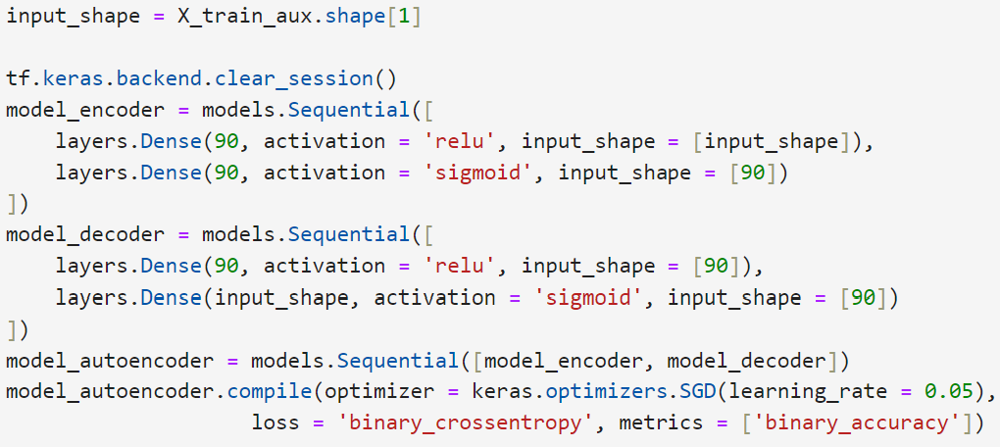 input_shape = X_train_aux.shape[1]
tf.keras.backend.clear_session()
model_encoder = models.Sequential([
    layers.Dense(90, activation = 'relu', input_shape = [input_shape]),
    layers.Dense(90, activation = 'sigmoid', input_shape = [90])
])
model_decoder = models.Sequential([
    layers.Dense(90, activation = 'relu', input_shape = [90]),
    layers.Dense(input_shape, activation = 'sigmoid', input_shape = [90])
])
model_autoencoder = models.Sequential([model_encoder, model_decoder])
model_autoencoder.compile(optimizer = keras.optimizers.SGD(learning_rate = 0.05),
                    loss = 'binary_crossentropy', metrics = ['binary_accuracy'])